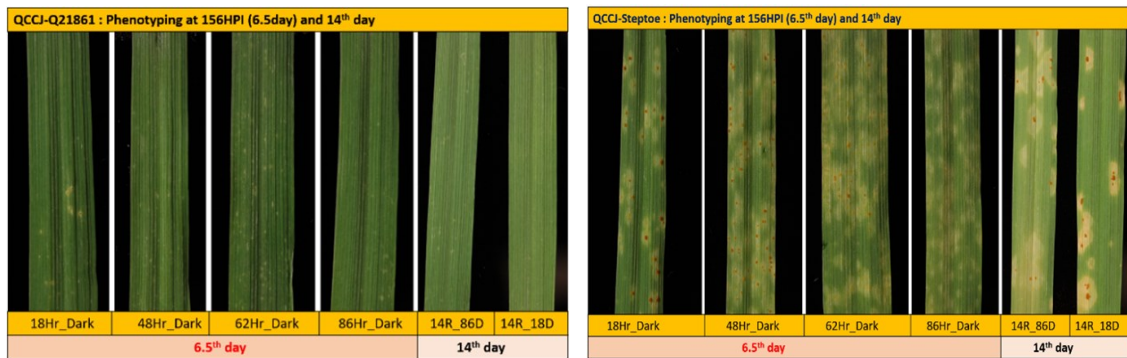 QCCJ-Q21861 : Phenotyping at 156HPI (6.5day) and 14th day
18Hr_Dark 48Hr_Dark 62Hr_Dark 86Hr_Dark 14R_86D 14R_18D
6.5th day 14th day
QCCJ-Steptoe : Phenotyping at 156HPI (6.5th day) and 14th day
18Hr_Dark 48Hr_Dark 62Hr_Dark 86Hr_Dark 14R_86D 14R_18D
6.5th day 14th day